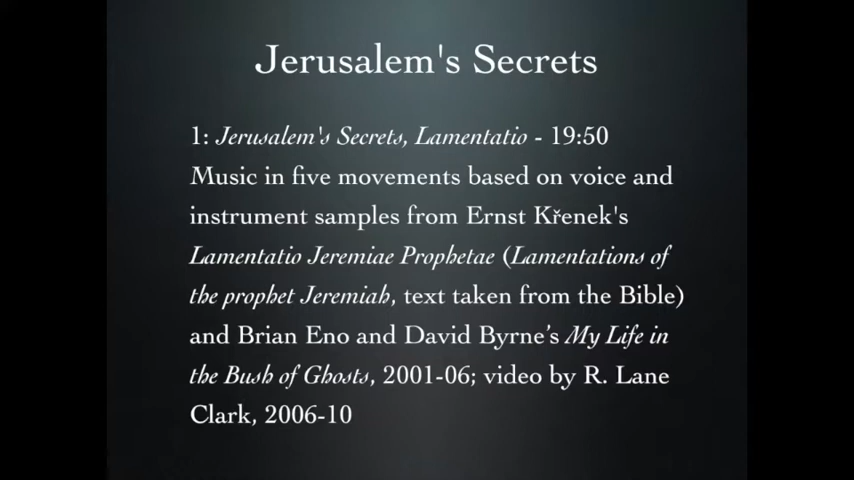 Jerusalem's Secrets
1: Jerusalem's Secrets, Lamentatio - 19:50
Music in five movements based on voice and
instrument samples from Ernst Křenek's
Lamentatio Jeremiae Prophetae (Lamentations of
the prophet Jeremiah, text taken from the Bible)
and Brian Eno and David Byrne’s My Life in
the Bush of Ghosts, 2001-06; video by R. Lane
Clark, 2006-10